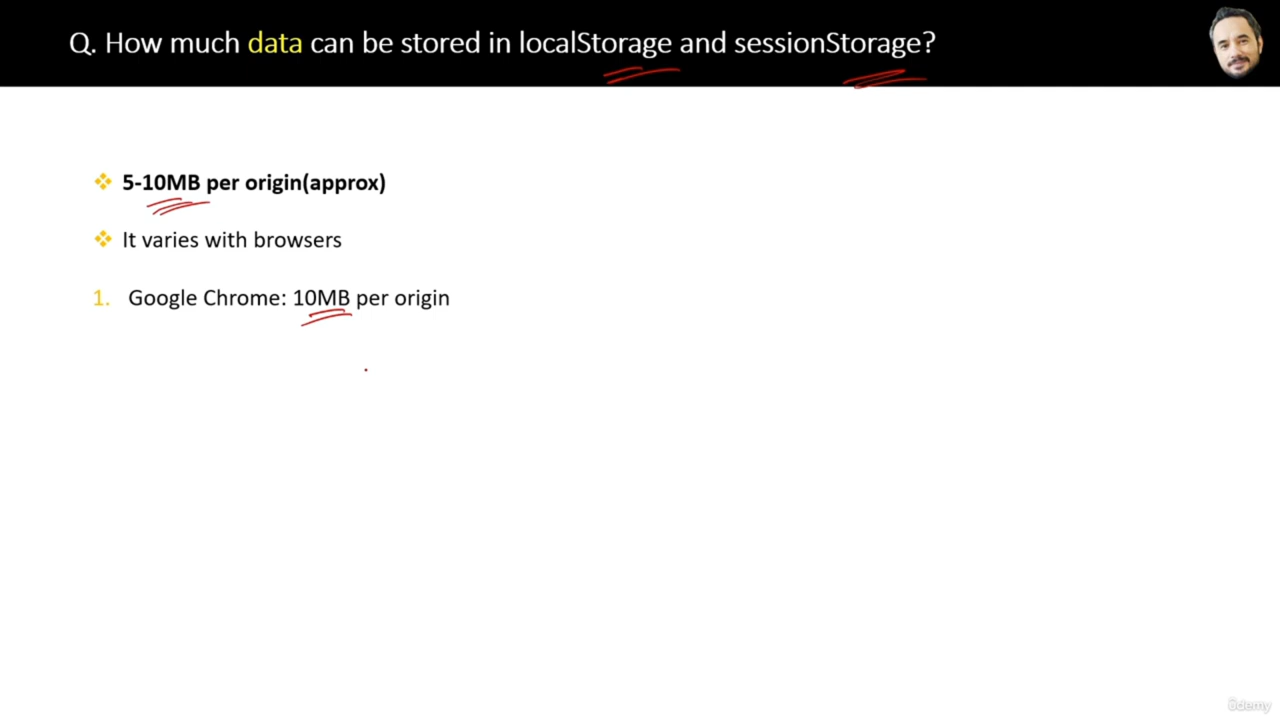 Q. How much data can be stored in localStorage and sessionStorage?
❖ 5-10MB per origin(approx)
❖ It varies with browsers
1. Google Chrome: 10MB per origin
ûdemy